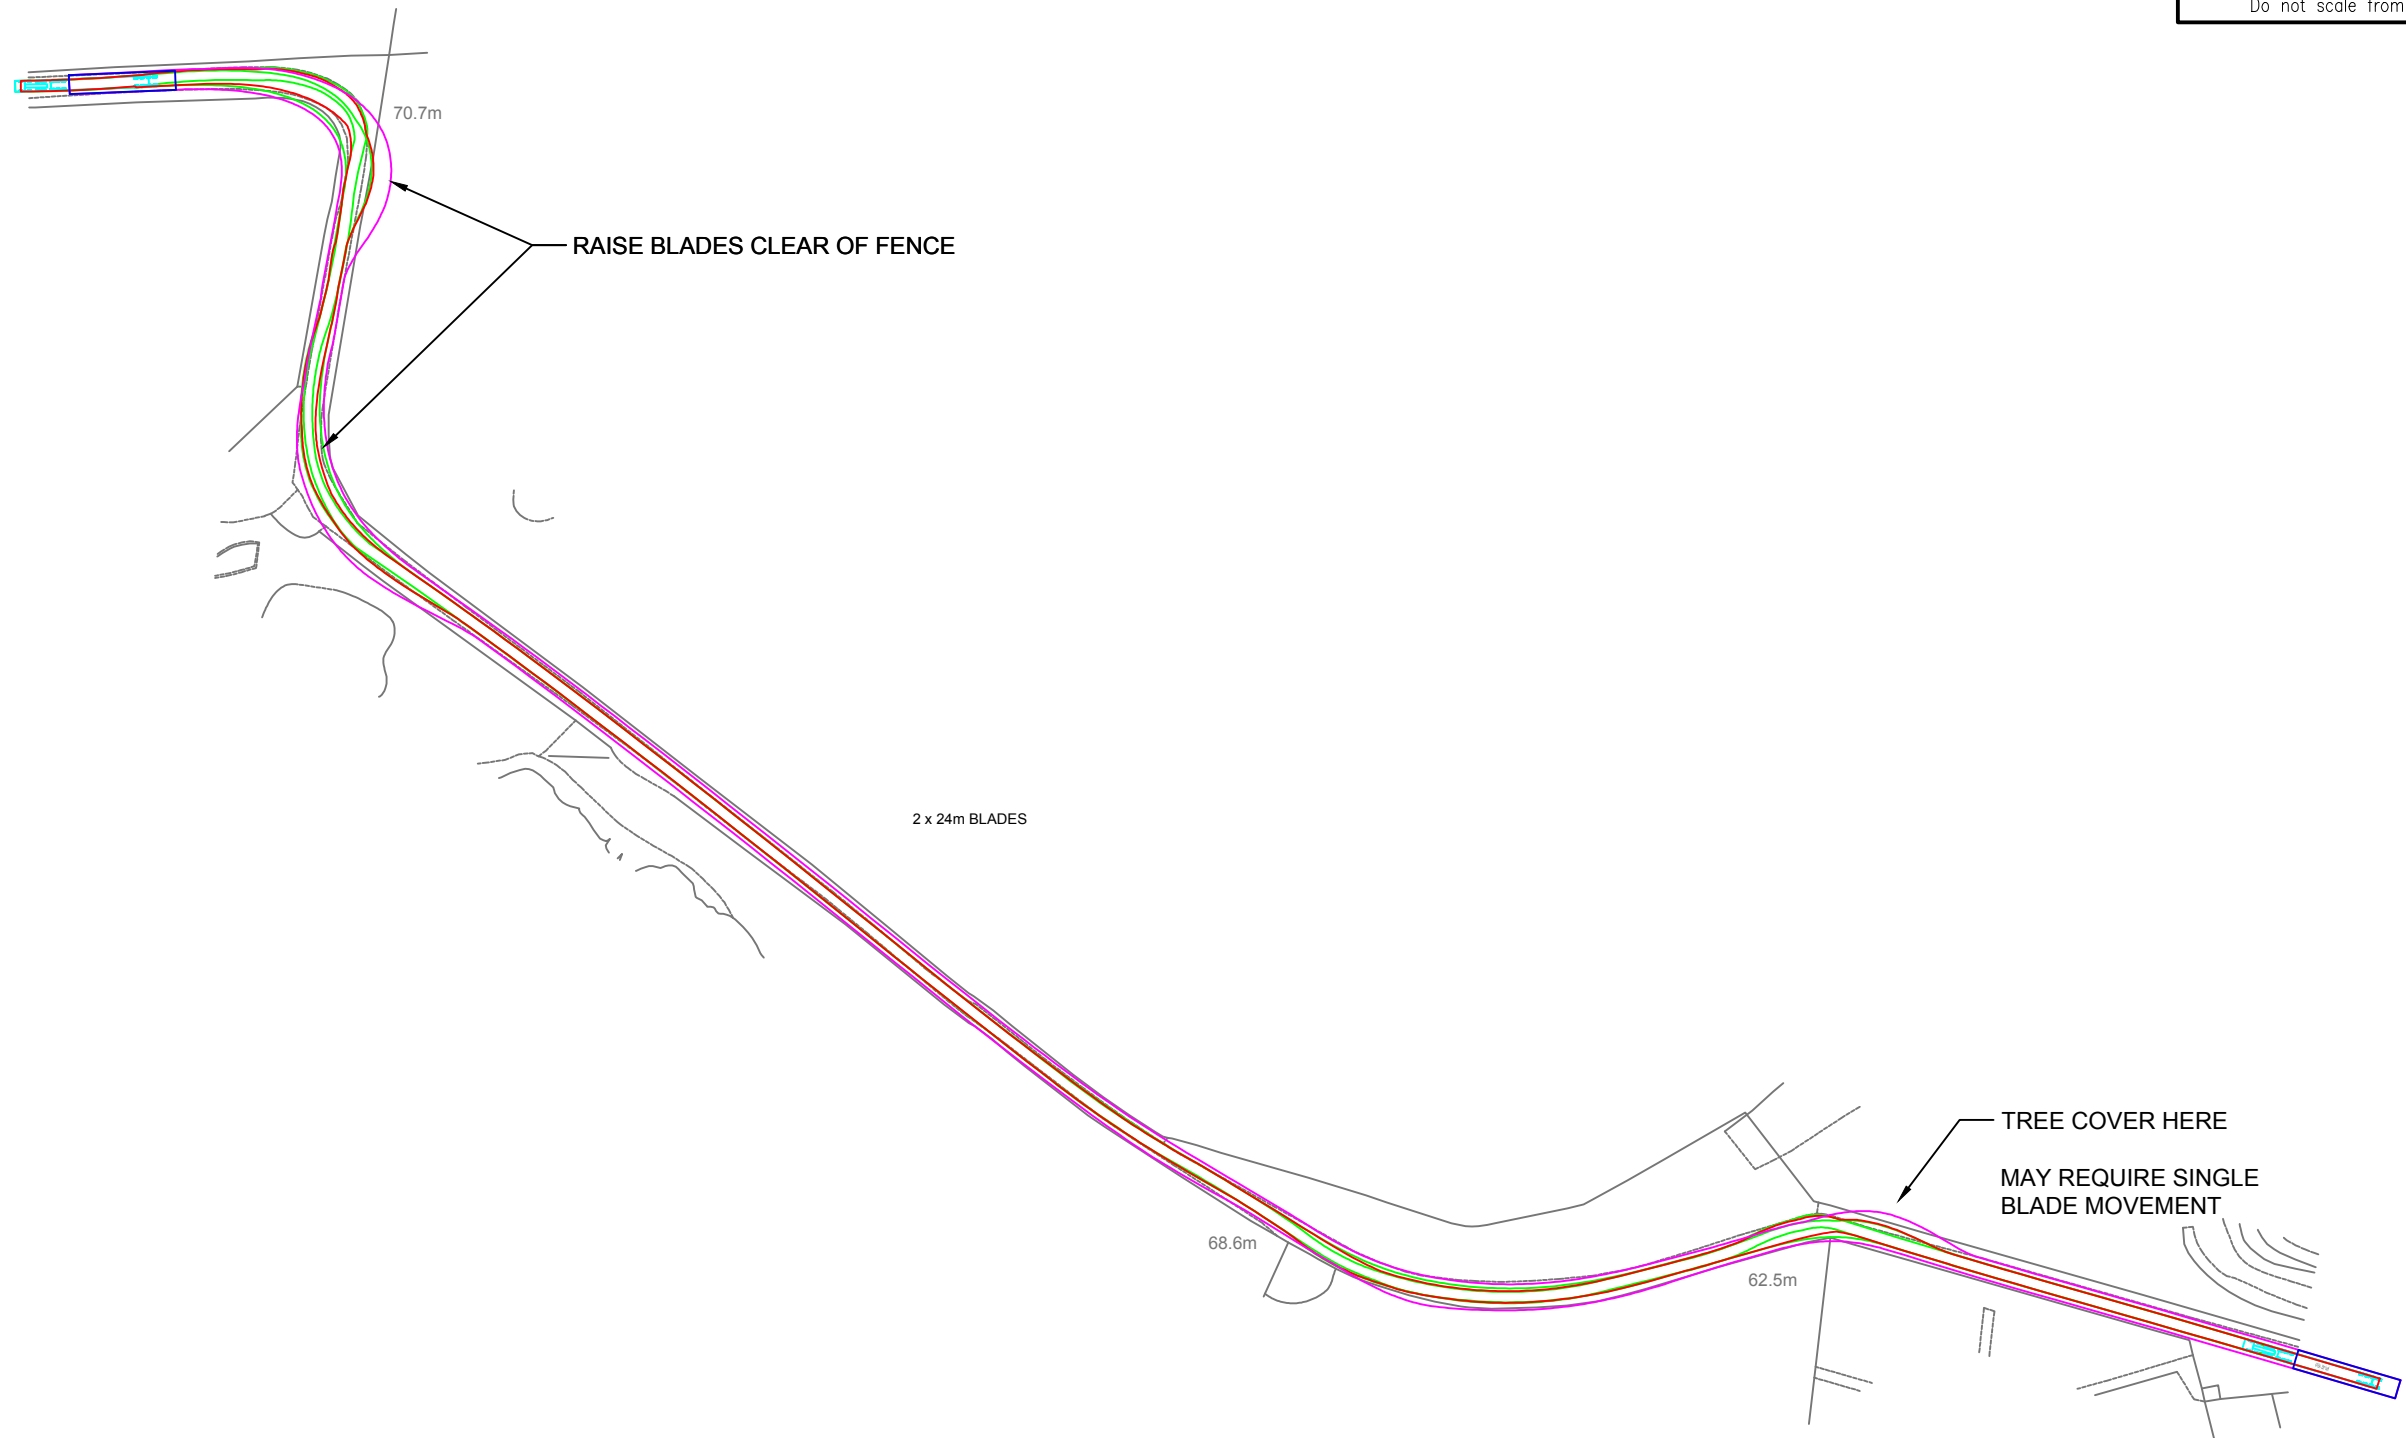 Do not scale from
70.7m
RAISE BLADES CLEAR OF FENCE
2 x 24m BLADES
TREE COVER HERE
MAY REQUIRE SINGLE
BLADE MOVEMENT
68.6m
62.5m